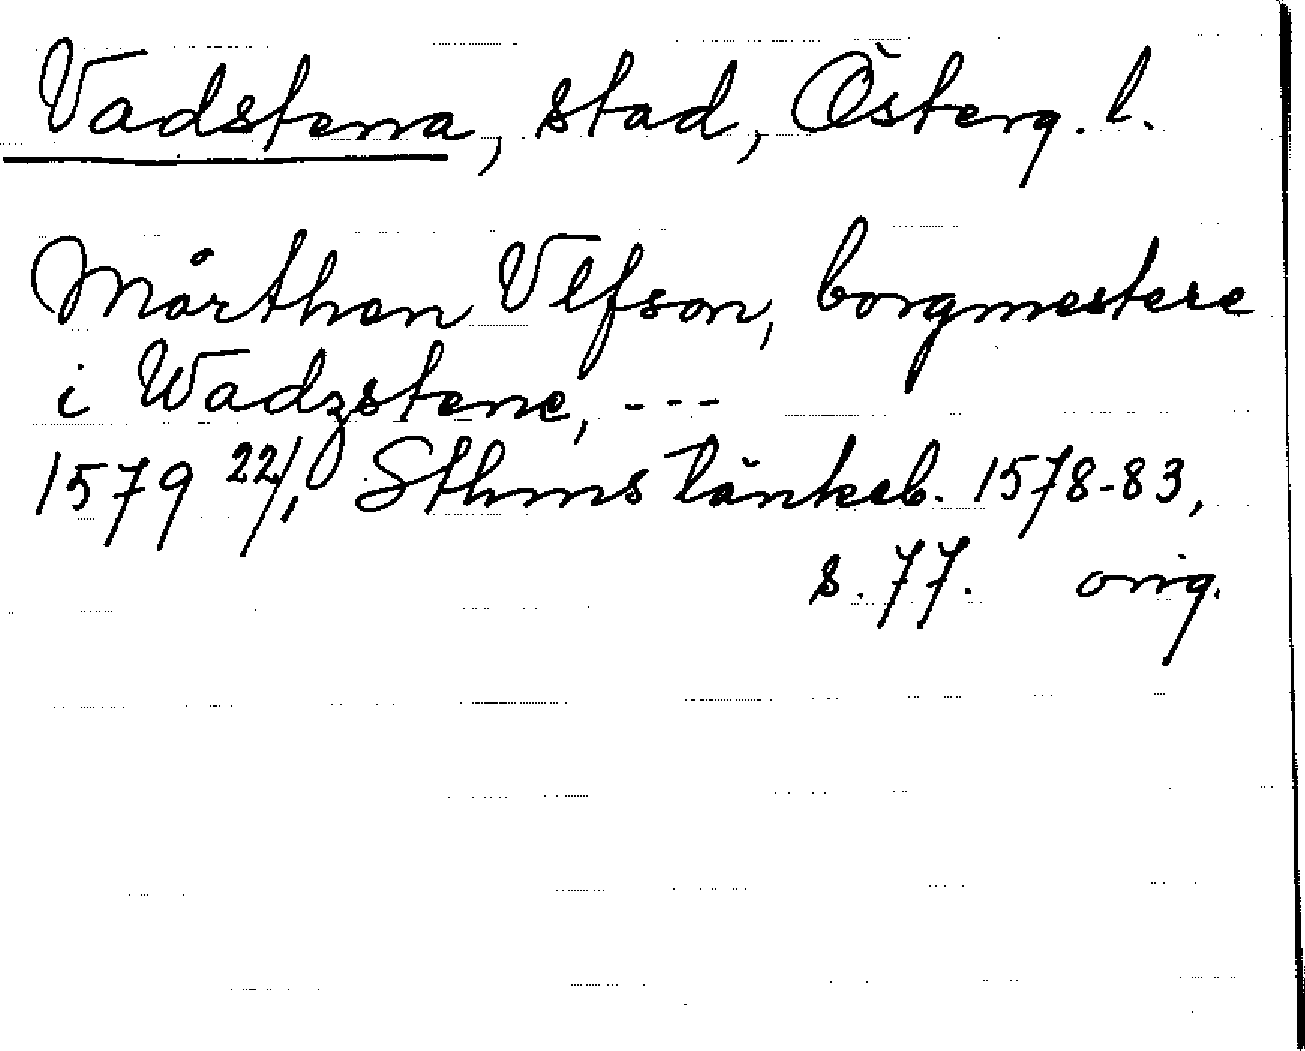 Vadstena, stad, Österg. l.
Mårthen Vlfson, borgmestere
i Wadzstene, ---
1579 22/1, Sthms tänkeb. 1578-83,
s. 77. orig.